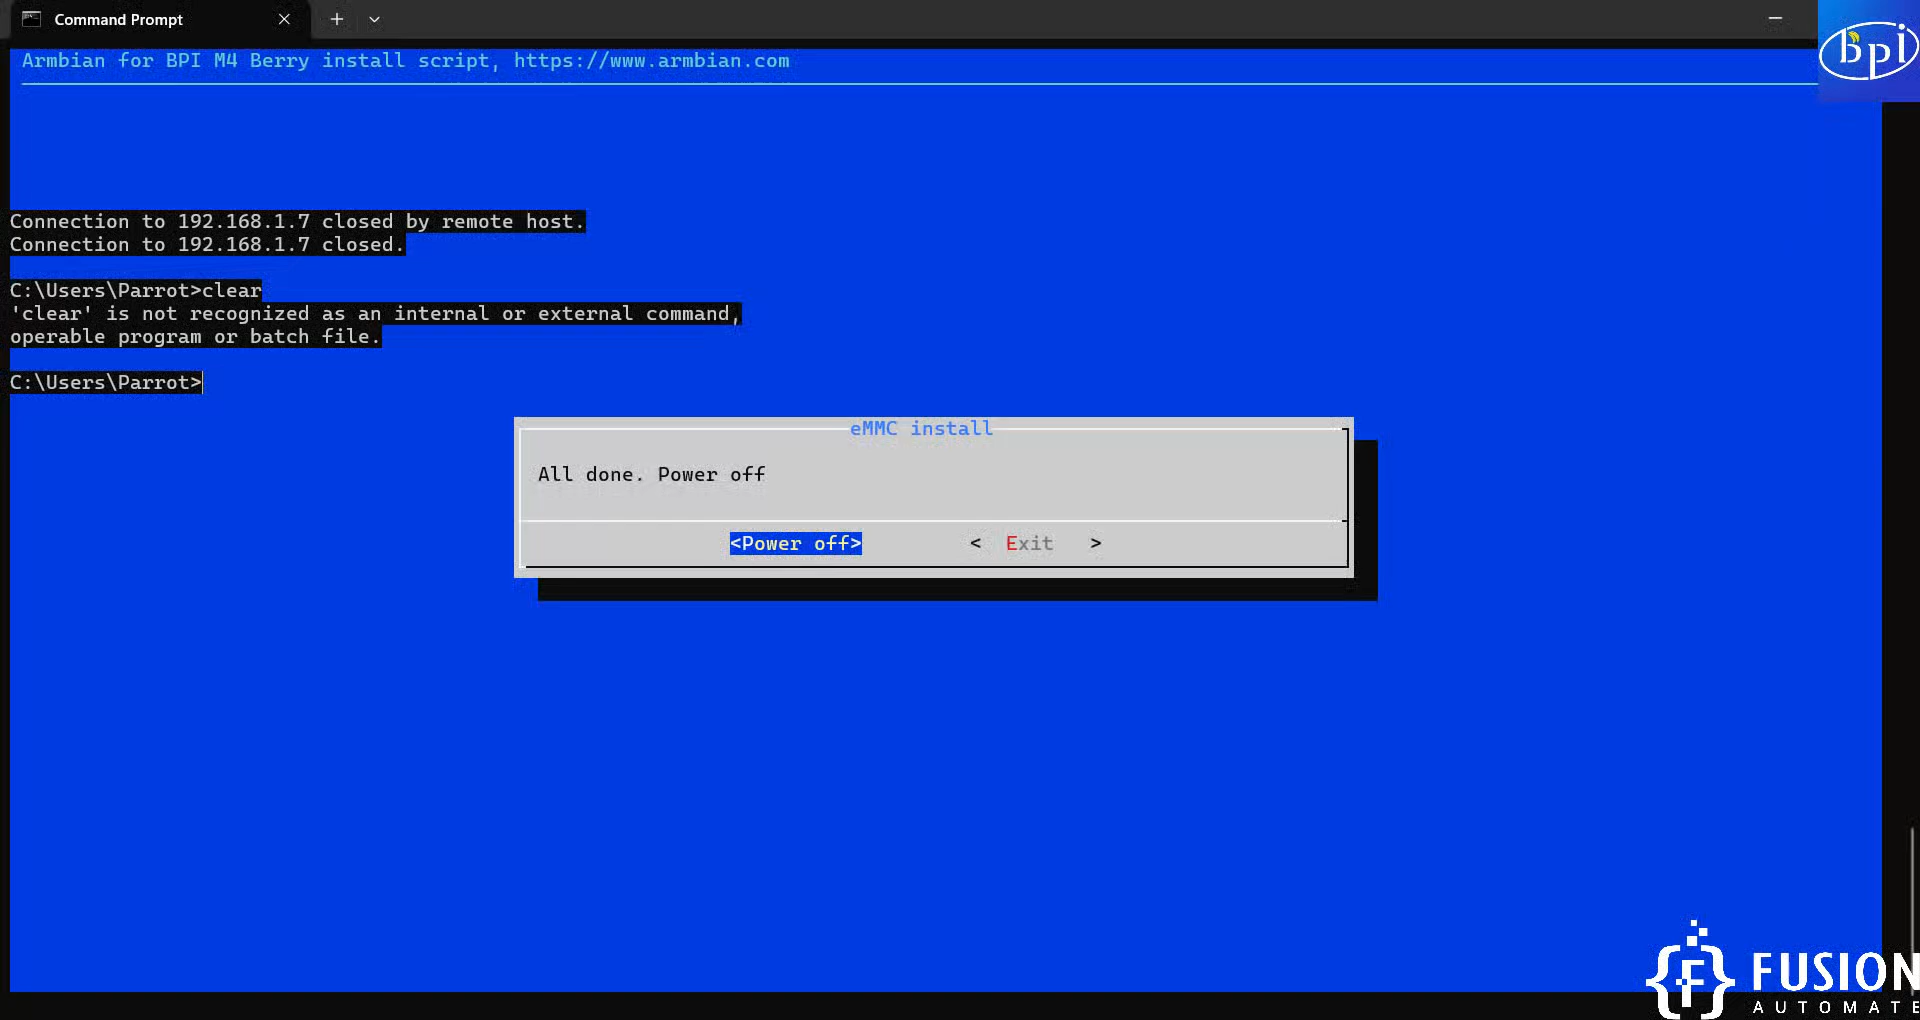 Command Prompt
bpi
Armbian for BPI M4 Berry install script, https://www.armbian.com
Connection to 192.168.1.7 closed by remote host.
Connection to 192.168.1.7 closed.
C:\Users\Parrot>clear
'clear' is not recognized as an internal or external command,
operable program or batch file.
C:\Users\Parrot>
eMMC install
All done. Power off
<Power off> < Exit >
{F} FUSION
AUTOMATE